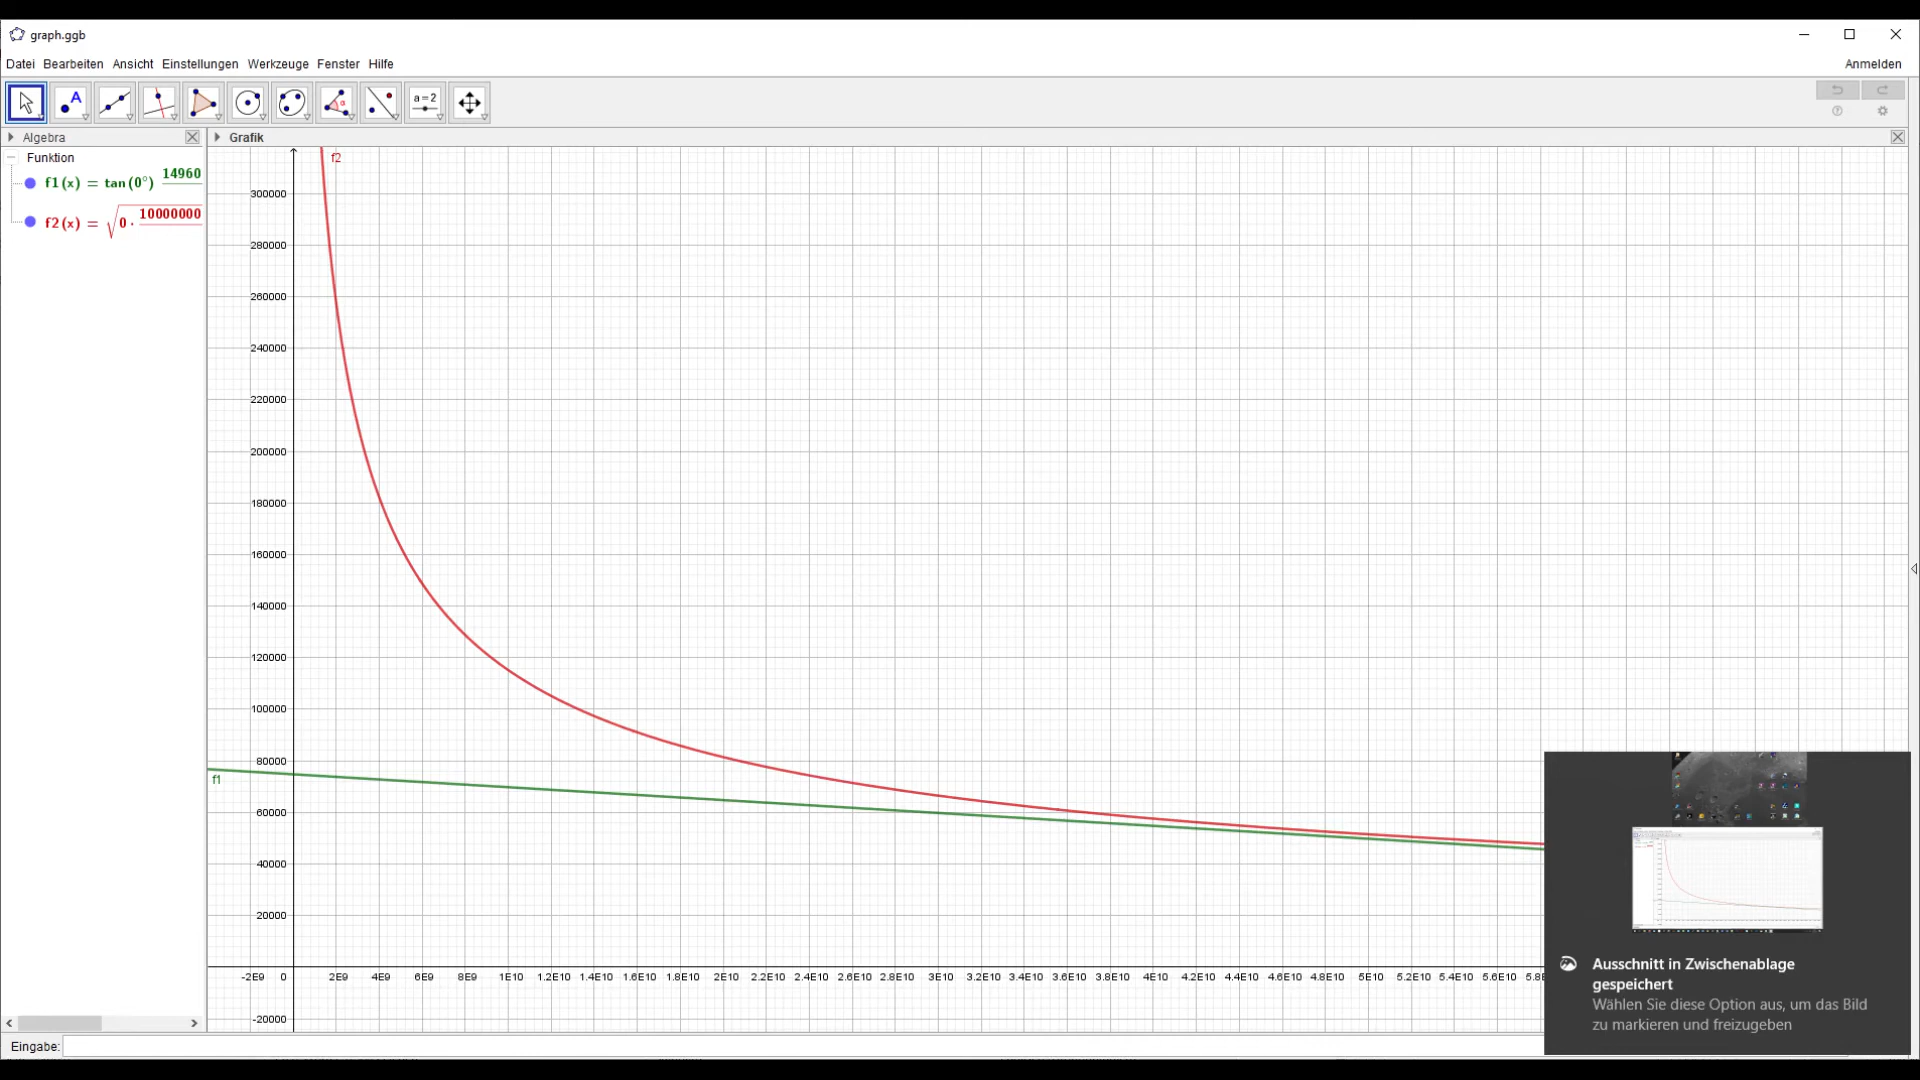 graph.ggb
Datei Bearbeiten Ansicht Einstellungen Werkzeuge Fenster Hilfe
Anmelden
A
α
a=2
Algebra
Grafik
Funktion
f1(x) = tan(0°) 14960
f2(x) = √0 · 10000000
f2
300000
280000
260000
240000
220000
200000
180000
160000
140000
120000
100000
80000
f1
60000
40000
20000
-2E9 0 2E9 4E9 6E9 8E9 1E10 1.2E10 1.4E10 1.6E10 1.8E10 2E10 2.2E10 2.4E10 2.6E10 2.8E10 3E10 3.2E10 3.4E10 3.6E10 3.8E10 4E10 4.2E10 4.4E10 4.6E10 4.8E10 5E10 5.2E10 5.4E10 5.6E10 5.8E
-20000
Ausschnitt in Zwischenablage
gespeichert
Wählen Sie diese Option aus, um das Bild
zu markieren und freizugeben
Eingabe: